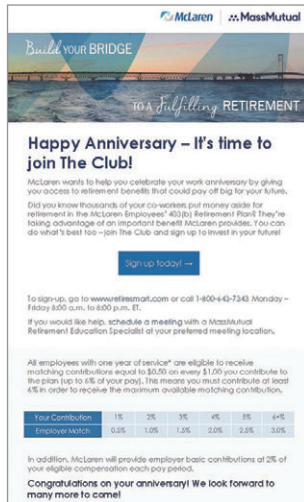 McLaren MassMutual
Build YOUR BRIDGE
TO A Fulfilling RETIREMENT
Happy Anniversary – It's time to
join The Club!
McLaren wants to help you celebrate your work anniversary by giving
you access to retirement benefits that could pay off big for your future.
Did you know thousands of your co-workers put money aside for
retirement in the McLaren Employees' 403(b) Retirement Plan? They're
taking advantage of an important benefit McLaren provides. You can
do what's best too – join The Club and sign up to invest in your future!
Sign up today! →
To sign-up, go to www.retiresmart.com or call 1-800-643-7343 Monday –
Friday 8:00 a.m. to 8:00 p.m. ET.
If you would like help, schedule a meeting with a MassMutual
Retirement Education Specialist at your preferred meeting location.
All employees with one year of service* are eligible to receive
matching contributions equal to $0.50 on every $1.00 you contribute to
the plan (up to 6% of your pay). This means you must contribute at least
6% in order to receive the maximum available matching contribution.
Your Contribution 1% 2% 3% 4% 5% 6+%
Employer Match 0.5% 1.0% 1.5% 2.0% 2.5% 3.0%
In addition, McLaren will provide employer basic contributions at 2% of
your eligible compensation each pay period.
Congratulations on your anniversary! We look forward to
many more to come!